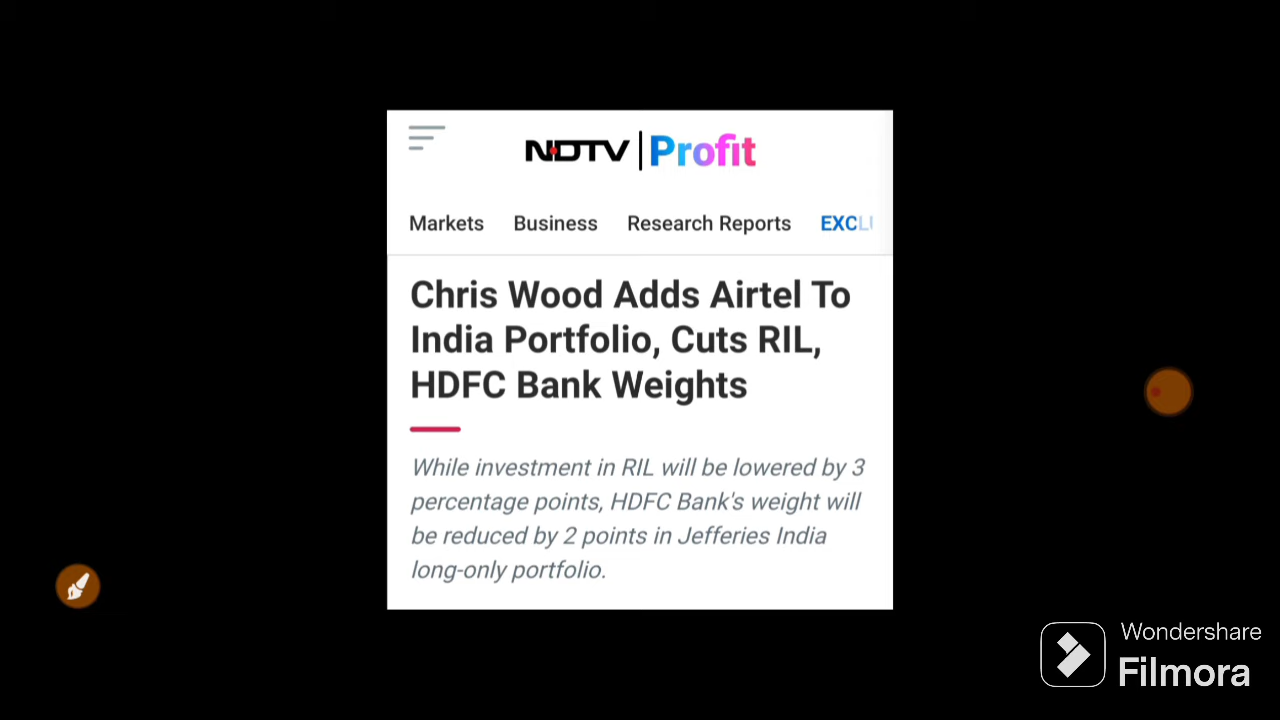 NDTV | Profit
Markets Business Research Reports EXCLU
Chris Wood Adds Airtel To
India Portfolio, Cuts RIL,
HDFC Bank Weights
While investment in RIL will be lowered by 3
percentage points, HDFC Bank's weight will
be reduced by 2 points in Jefferies India
long-only portfolio.
Wondershare
Filmora